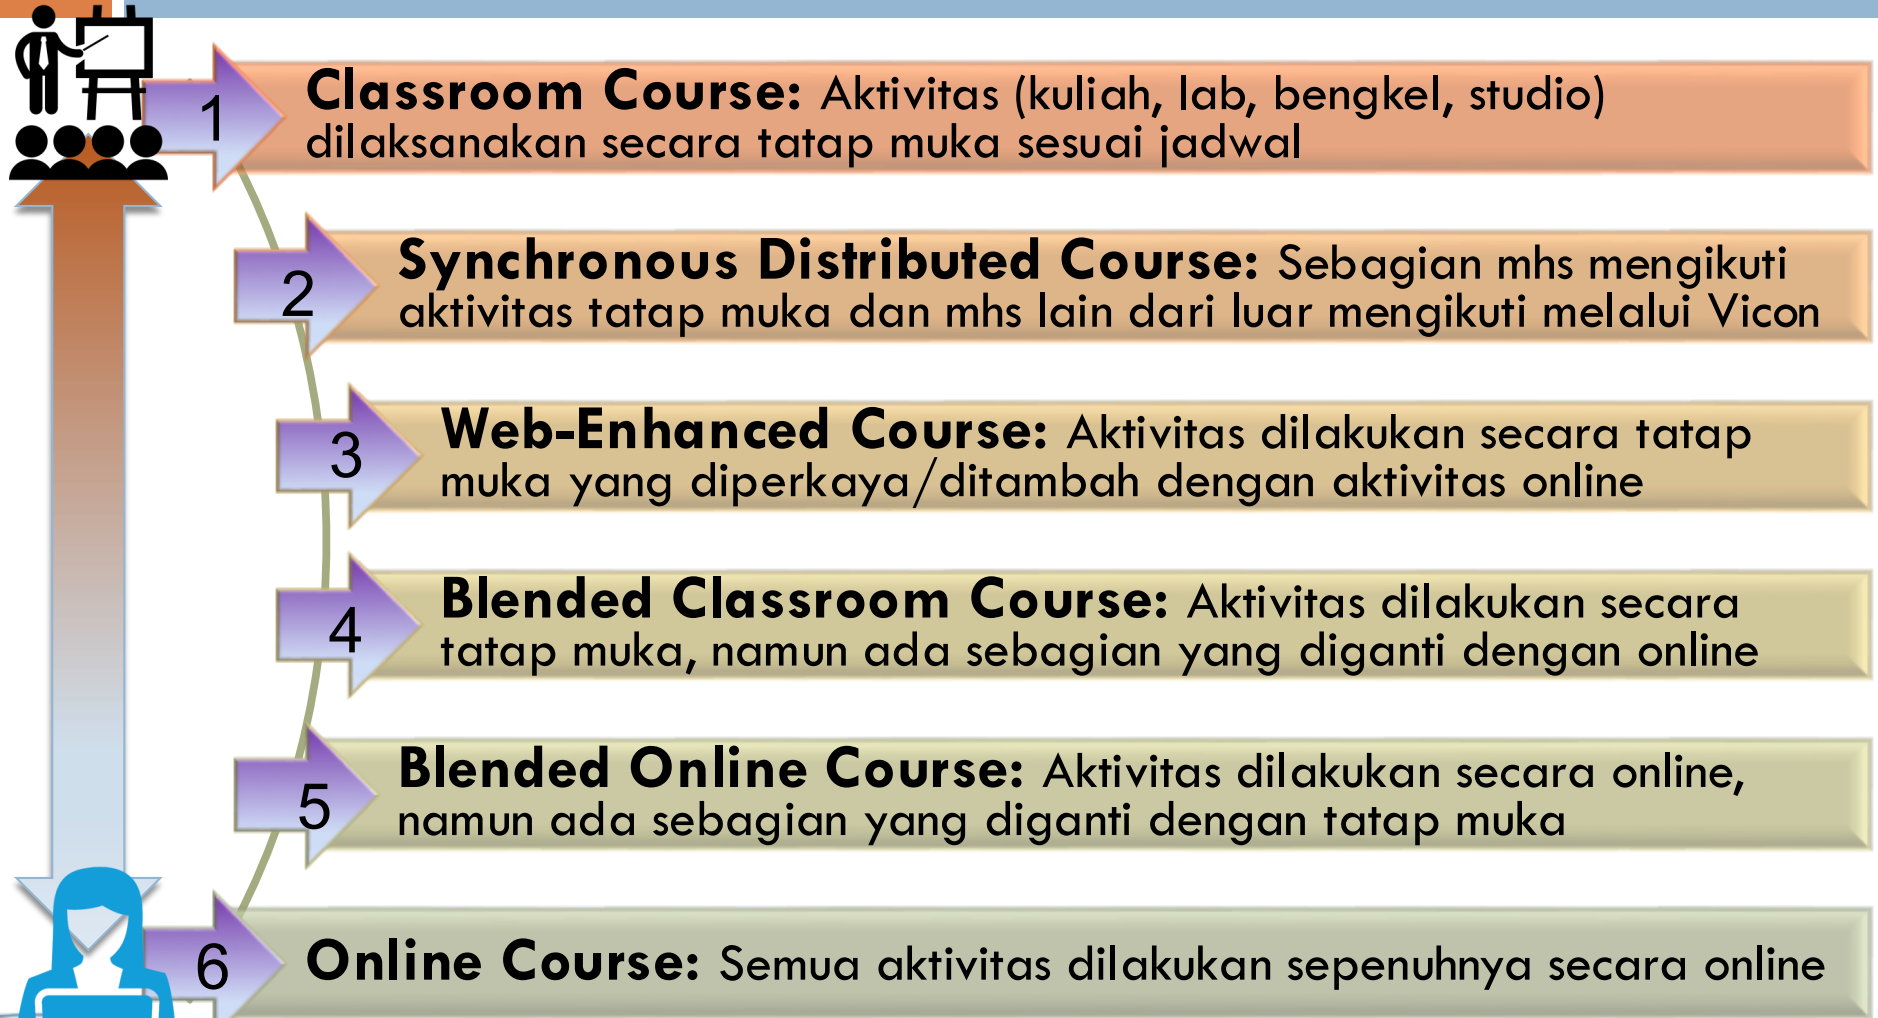 1
Classroom Course: Aktivitas (kuliah, lab, bengkel, studio)
dilaksanakan secara tatap muka sesuai jadwal
2
Synchronous Distributed Course: Sebagian mhs mengikuti
aktivitas tatap muka dan mhs lain dari luar mengikuti melalui Vicon
3
Web-Enhanced Course: Aktivitas dilakukan secara tatap
muka yang diperkaya/ditambah dengan aktivitas online
4
Blended Classroom Course: Aktivitas dilakukan secara
tatap muka, namun ada sebagian yang diganti dengan online
5
Blended Online Course: Aktivitas dilakukan secara online,
namun ada sebagian yang diganti dengan tatap muka
6
Online Course: Semua aktivitas dilakukan sepenuhnya secara online